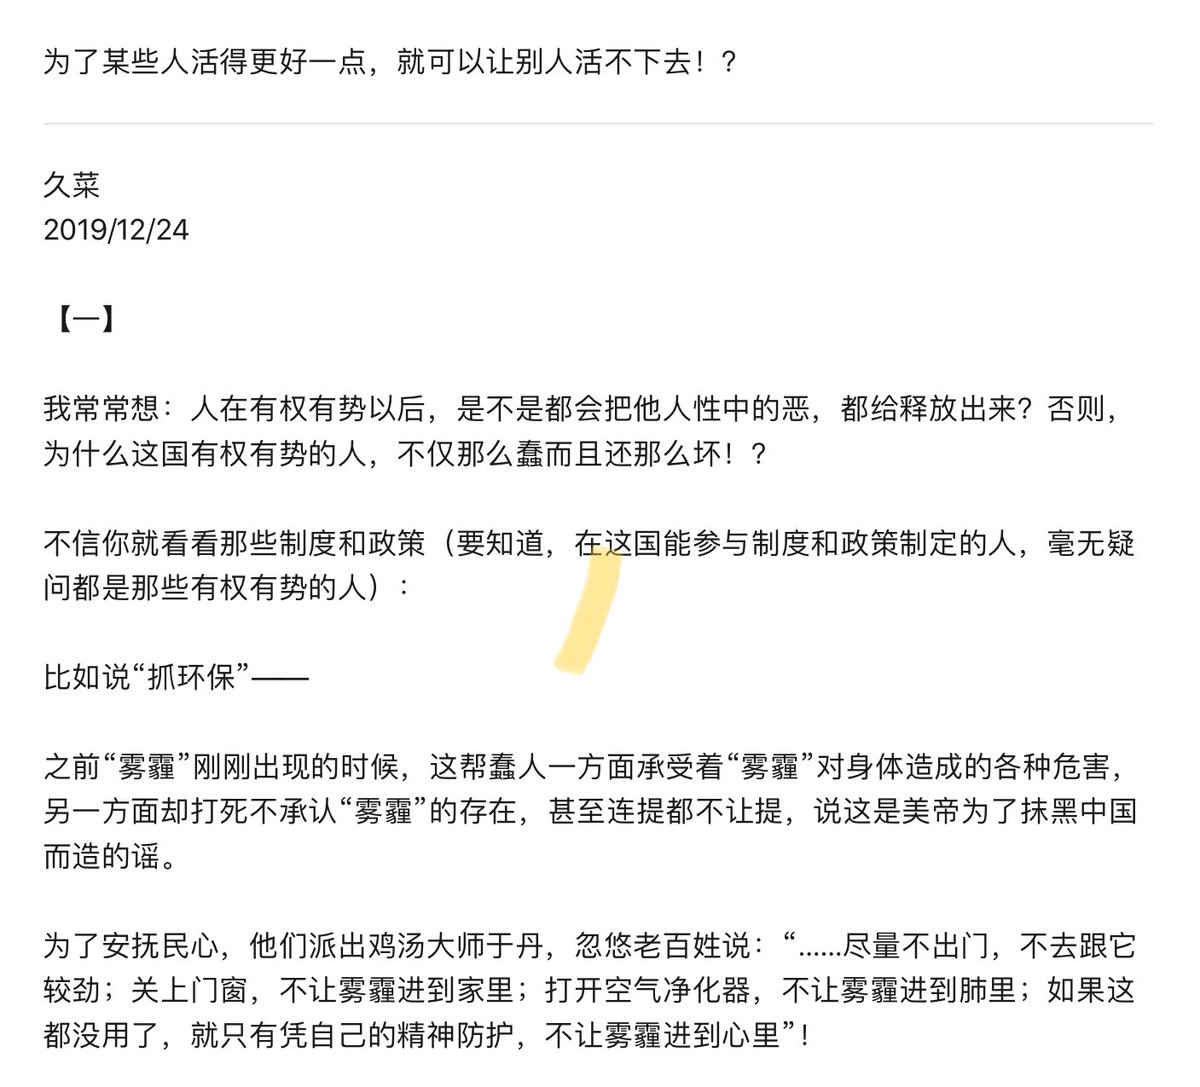 为了某些人活得更好一点，就可以让别人活不下去！？
久菜
2019/12/24
【一】
我常常想：人在有权有势以后，是不是都会把他人性中的恶，都给释放出来？否则，
为什么这国有权有势的人，不仅那么蠢而且还那么坏！？
不信你就看看那些制度和政策（要知道，在这国能参与制度和政策制定的人，毫无疑
问都是那些有权有势的人）：
比如说“抓环保”——
之前“雾霾”刚刚出现的时候，这帮蠢人一方面承受着“雾霾”对身体造成的各种危害，
另一方面却打死不承认“雾霾”的存在，甚至连提都不让提，说这是美帝为了抹黑中国
而造的谣。
为了安抚民心，他们派出鸡汤大师于丹，忽悠老百姓说：“......尽量不出门，不去跟它
较劲；关上门窗，不让雾霾进到家里；打开空气净化器，不让雾霾进到肺里；如果这
都没用了，就只有凭自己的精神防护，不让雾霾进到心里”！